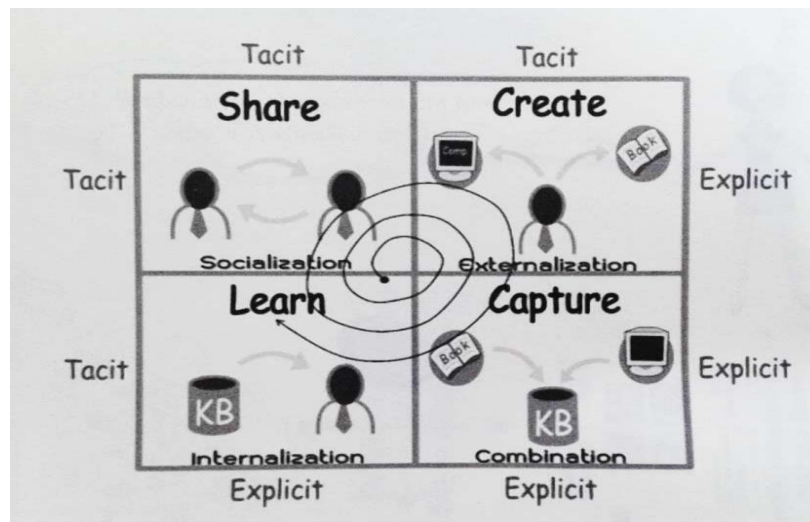 Tacit Tacit
Share Create
Comp
Book
Tacit Explicit
Socialization Externalization
Learn Capture
Book
Tacit Explicit
KB KB
Internalization Combination
Explicit Explicit